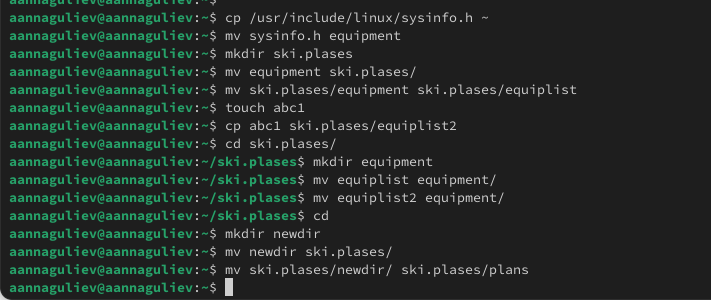 aannaguliev@aannaguliev:~$ cp /usr/include/linux/sysinfo.h ~
aannaguliev@aannaguliev:~$ mv sysinfo.h equipment
aannaguliev@aannaguliev:~$ mkdir ski.plases
aannaguliev@aannaguliev:~$ mv equipment ski.plases/
aannaguliev@aannaguliev:~$ mv ski.plases/equipment ski.plases/equiplist
aannaguliev@aannaguliev:~$ touch abc1
aannaguliev@aannaguliev:~$ cp abc1 ski.plases/equiplist2
aannaguliev@aannaguliev:~$ cd ski.plases/
aannaguliev@aannaguliev:~/ski.plases$ mkdir equipment
aannaguliev@aannaguliev:~/ski.plases$ mv equiplist equipment/
aannaguliev@aannaguliev:~/ski.plases$ mv equiplist2 equipment/
aannaguliev@aannaguliev:~/ski.plases$ cd
aannaguliev@aannaguliev:~$ mkdir newdir
aannaguliev@aannaguliev:~$ mv newdir ski.plases/
aannaguliev@aannaguliev:~$ mv ski.plases/newdir/ ski.plases/plans
aannaguliev@aannaguliev:~$